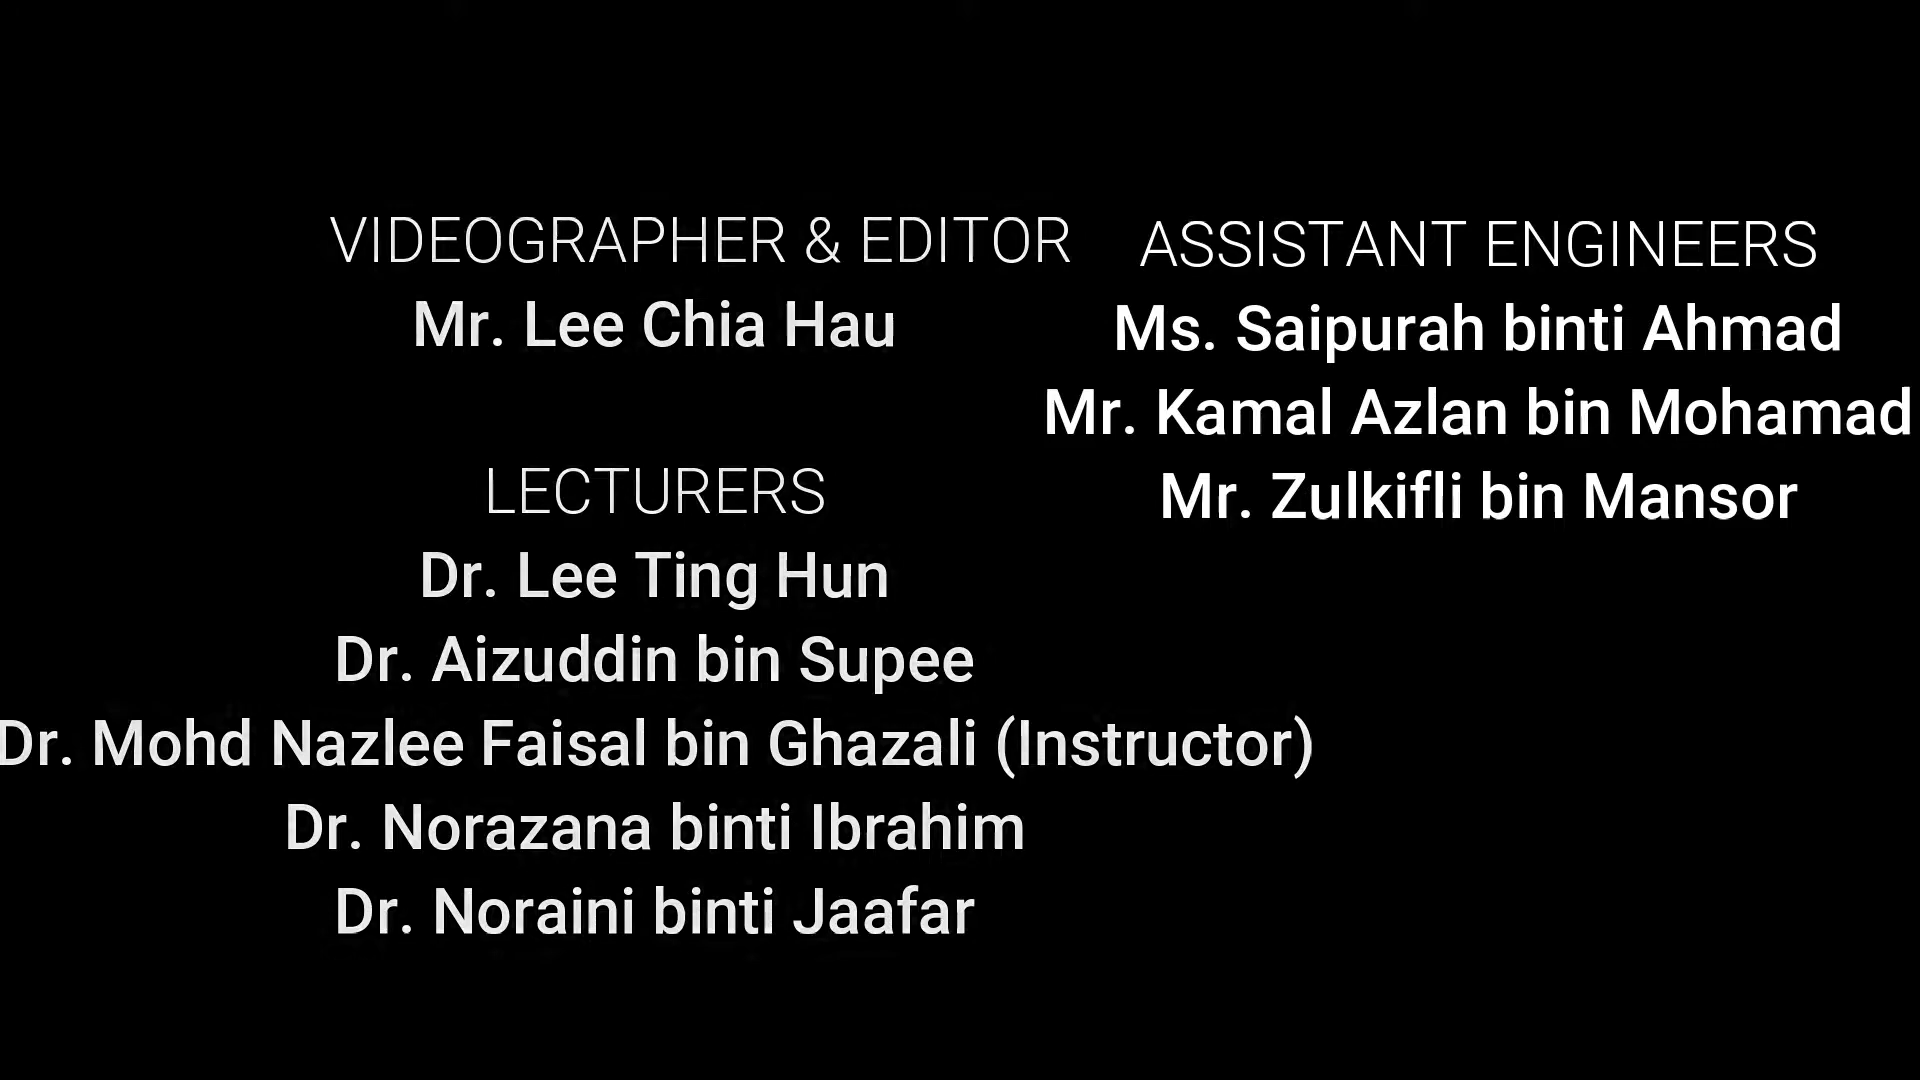 VIDEOGRAPHER & EDITOR
Mr. Lee Chia Hau
LECTURERS
Dr. Lee Ting Hun
Dr. Aizuddin bin Supee
Dr. Mohd Nazlee Faisal bin Ghazali (Instructor)
Dr. Norazana binti Ibrahim
Dr. Noraini binti Jaafar
ASSISTANT ENGINEERS
Ms. Saipurah binti Ahmad
Mr. Kamal Azlan bin Mohamad
Mr. Zulkifli bin Mansor